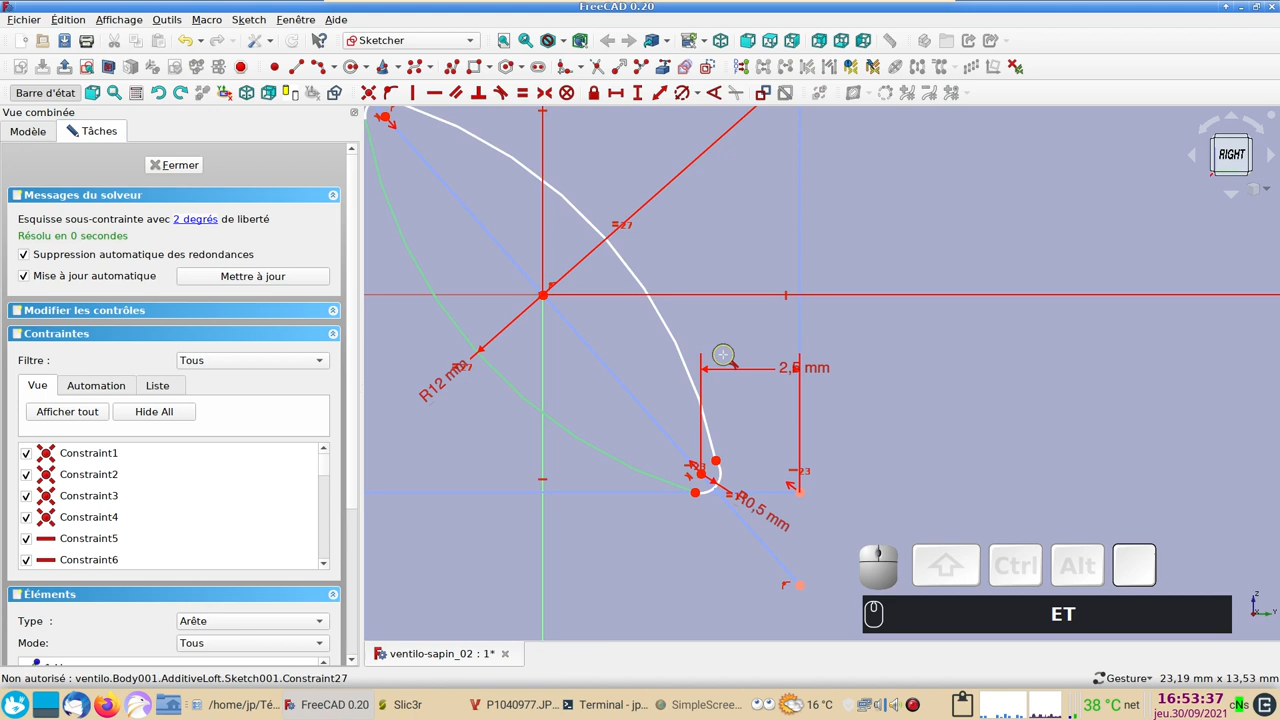 FreeCAD 0.20
Fichier Édition Affichage Outils Macro Sketch Fenêtre Aide
Sketcher
Barre d'état
Vue combinée
Modèle Tâches
Fermer
Messages du solveur
Esquisse sous-contrainte avec 2 degrés de liberté
Résolu en 0 secondes
Suppression automatique des redondances
Mise à jour automatique Mettre à jour
Modifier les contrôles
Contraintes
Filtre : Tous
Vue Automation Liste
Afficher tout Hide All
Constraint1
Constraint2
Constraint3
Constraint4
Constraint5
Constraint6
Éléments
Type : Arête
Mode: Tous
RIGHT
27
R12 mm
27
2,5 mm
23
23
R0,5 mm
Ctrl Alt
ET
Z
Y
ventilo-sapin_02 : 1*
Non autorisé : ventilo.Body001.AdditiveLoft.Sketch001.Constraint27
Gesture 23,19 mm x 13,53 mm
/home/jp/Té... FreeCAD 0.20 Slic3r P1040977.J... Terminal - jp... SimpleScree... 16 °C
38 °C net
16:53:37
jeu.30/09/2021
cNs